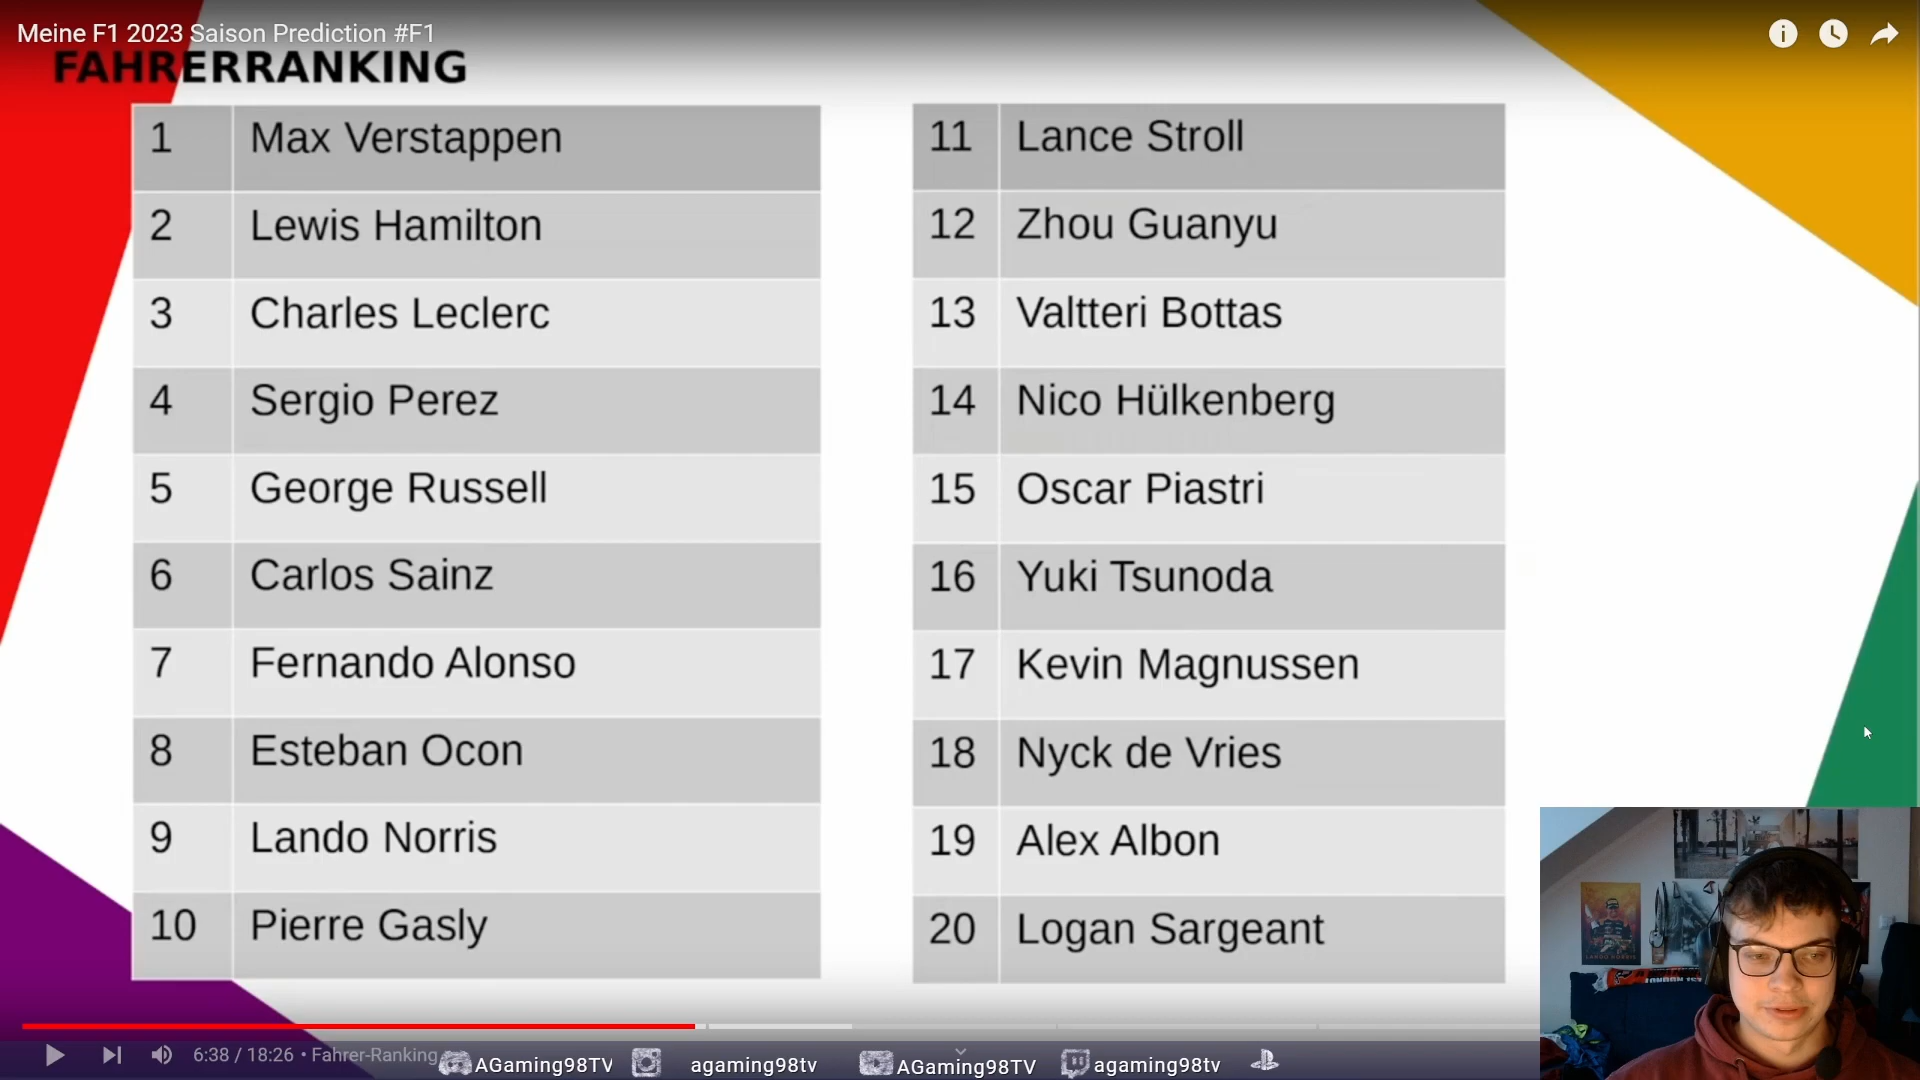 Meine F1 2023 Saison Prediction #F1
FAHRERRANKING
1 Max Verstappen
2 Lewis Hamilton
3 Charles Leclerc
4 Sergio Perez
5 George Russell
6 Carlos Sainz
7 Fernando Alonso
8 Esteban Ocon
9 Lando Norris
10 Pierre Gasly
11 Lance Stroll
12 Zhou Guanyu
13 Valtteri Bottas
14 Nico Hülkenberg
15 Oscar Piastri
16 Yuki Tsunoda
17 Kevin Magnussen
18 Nyck de Vries
19 Alex Albon
20 Logan Sargeant
LANDO NORRIS
6:38 / 18:26 • Fahrer-Ranking
AGaming98TV agaming98tv AGaming98TV agaming98tv